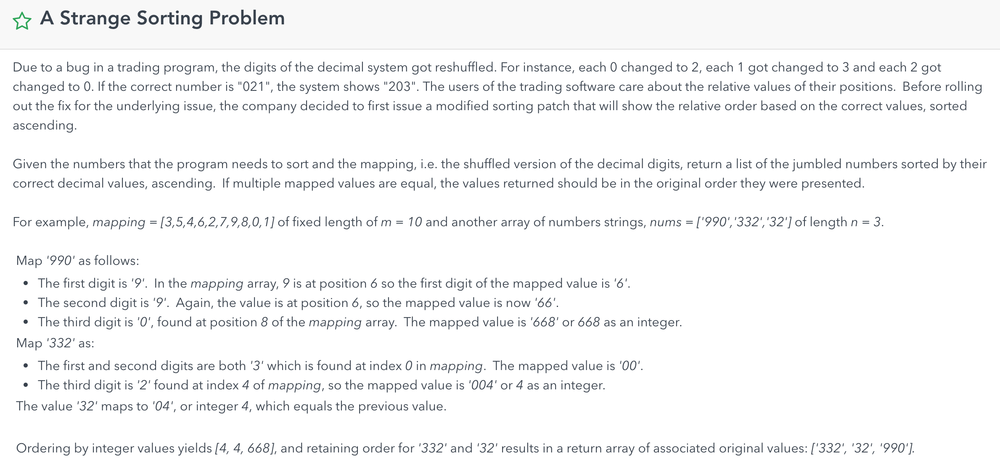 A Strange Sorting Problem
Due to a bug in a trading program, the digits of the decimal system got reshuffled. For instance, each 0 changed to 2, each 1 got changed to 3 and each 2 got
changed to 0. If the correct number is "021", the system shows "203". The users of the trading software care about the relative values of their positions.  Before rolling
out the fix for the underlying issue, the company decided to first issue a modified sorting patch that will show the relative order based on the correct values, sorted
ascending.
Given the numbers that the program needs to sort and the mapping, i.e. the shuffled version of the decimal digits, return a list of the jumbled numbers sorted by their
correct decimal values, ascending.  If multiple mapped values are equal, the values returned should be in the original order they were presented.
For example, mapping = [3,5,4,6,2,7,9,8,0,1] of fixed length of m = 10 and another array of numbers strings, nums = ['990','332','32'] of length n = 3.
Map '990' as follows:
• The first digit is '9'.  In the mapping array, 9 is at position 6 so the first digit of the mapped value is '6'.
• The second digit is '9'.  Again, the value is at position 6, so the mapped value is now '66'.
• The third digit is '0', found at position 8 of the mapping array.  The mapped value is '668' or 668 as an integer.
Map '332' as:
• The first and second digits are both '3' which is found at index 0 in mapping.  The mapped value is '00'.
• The third digit is '2' found at index 4 of mapping, so the mapped value is '004' or 4 as an integer.
The value '32' maps to '04', or integer 4, which equals the previous value.
Ordering by integer values yields [4, 4, 668], and retaining order for '332' and '32' results in a return array of associated original values: ['332', '32', '990'].